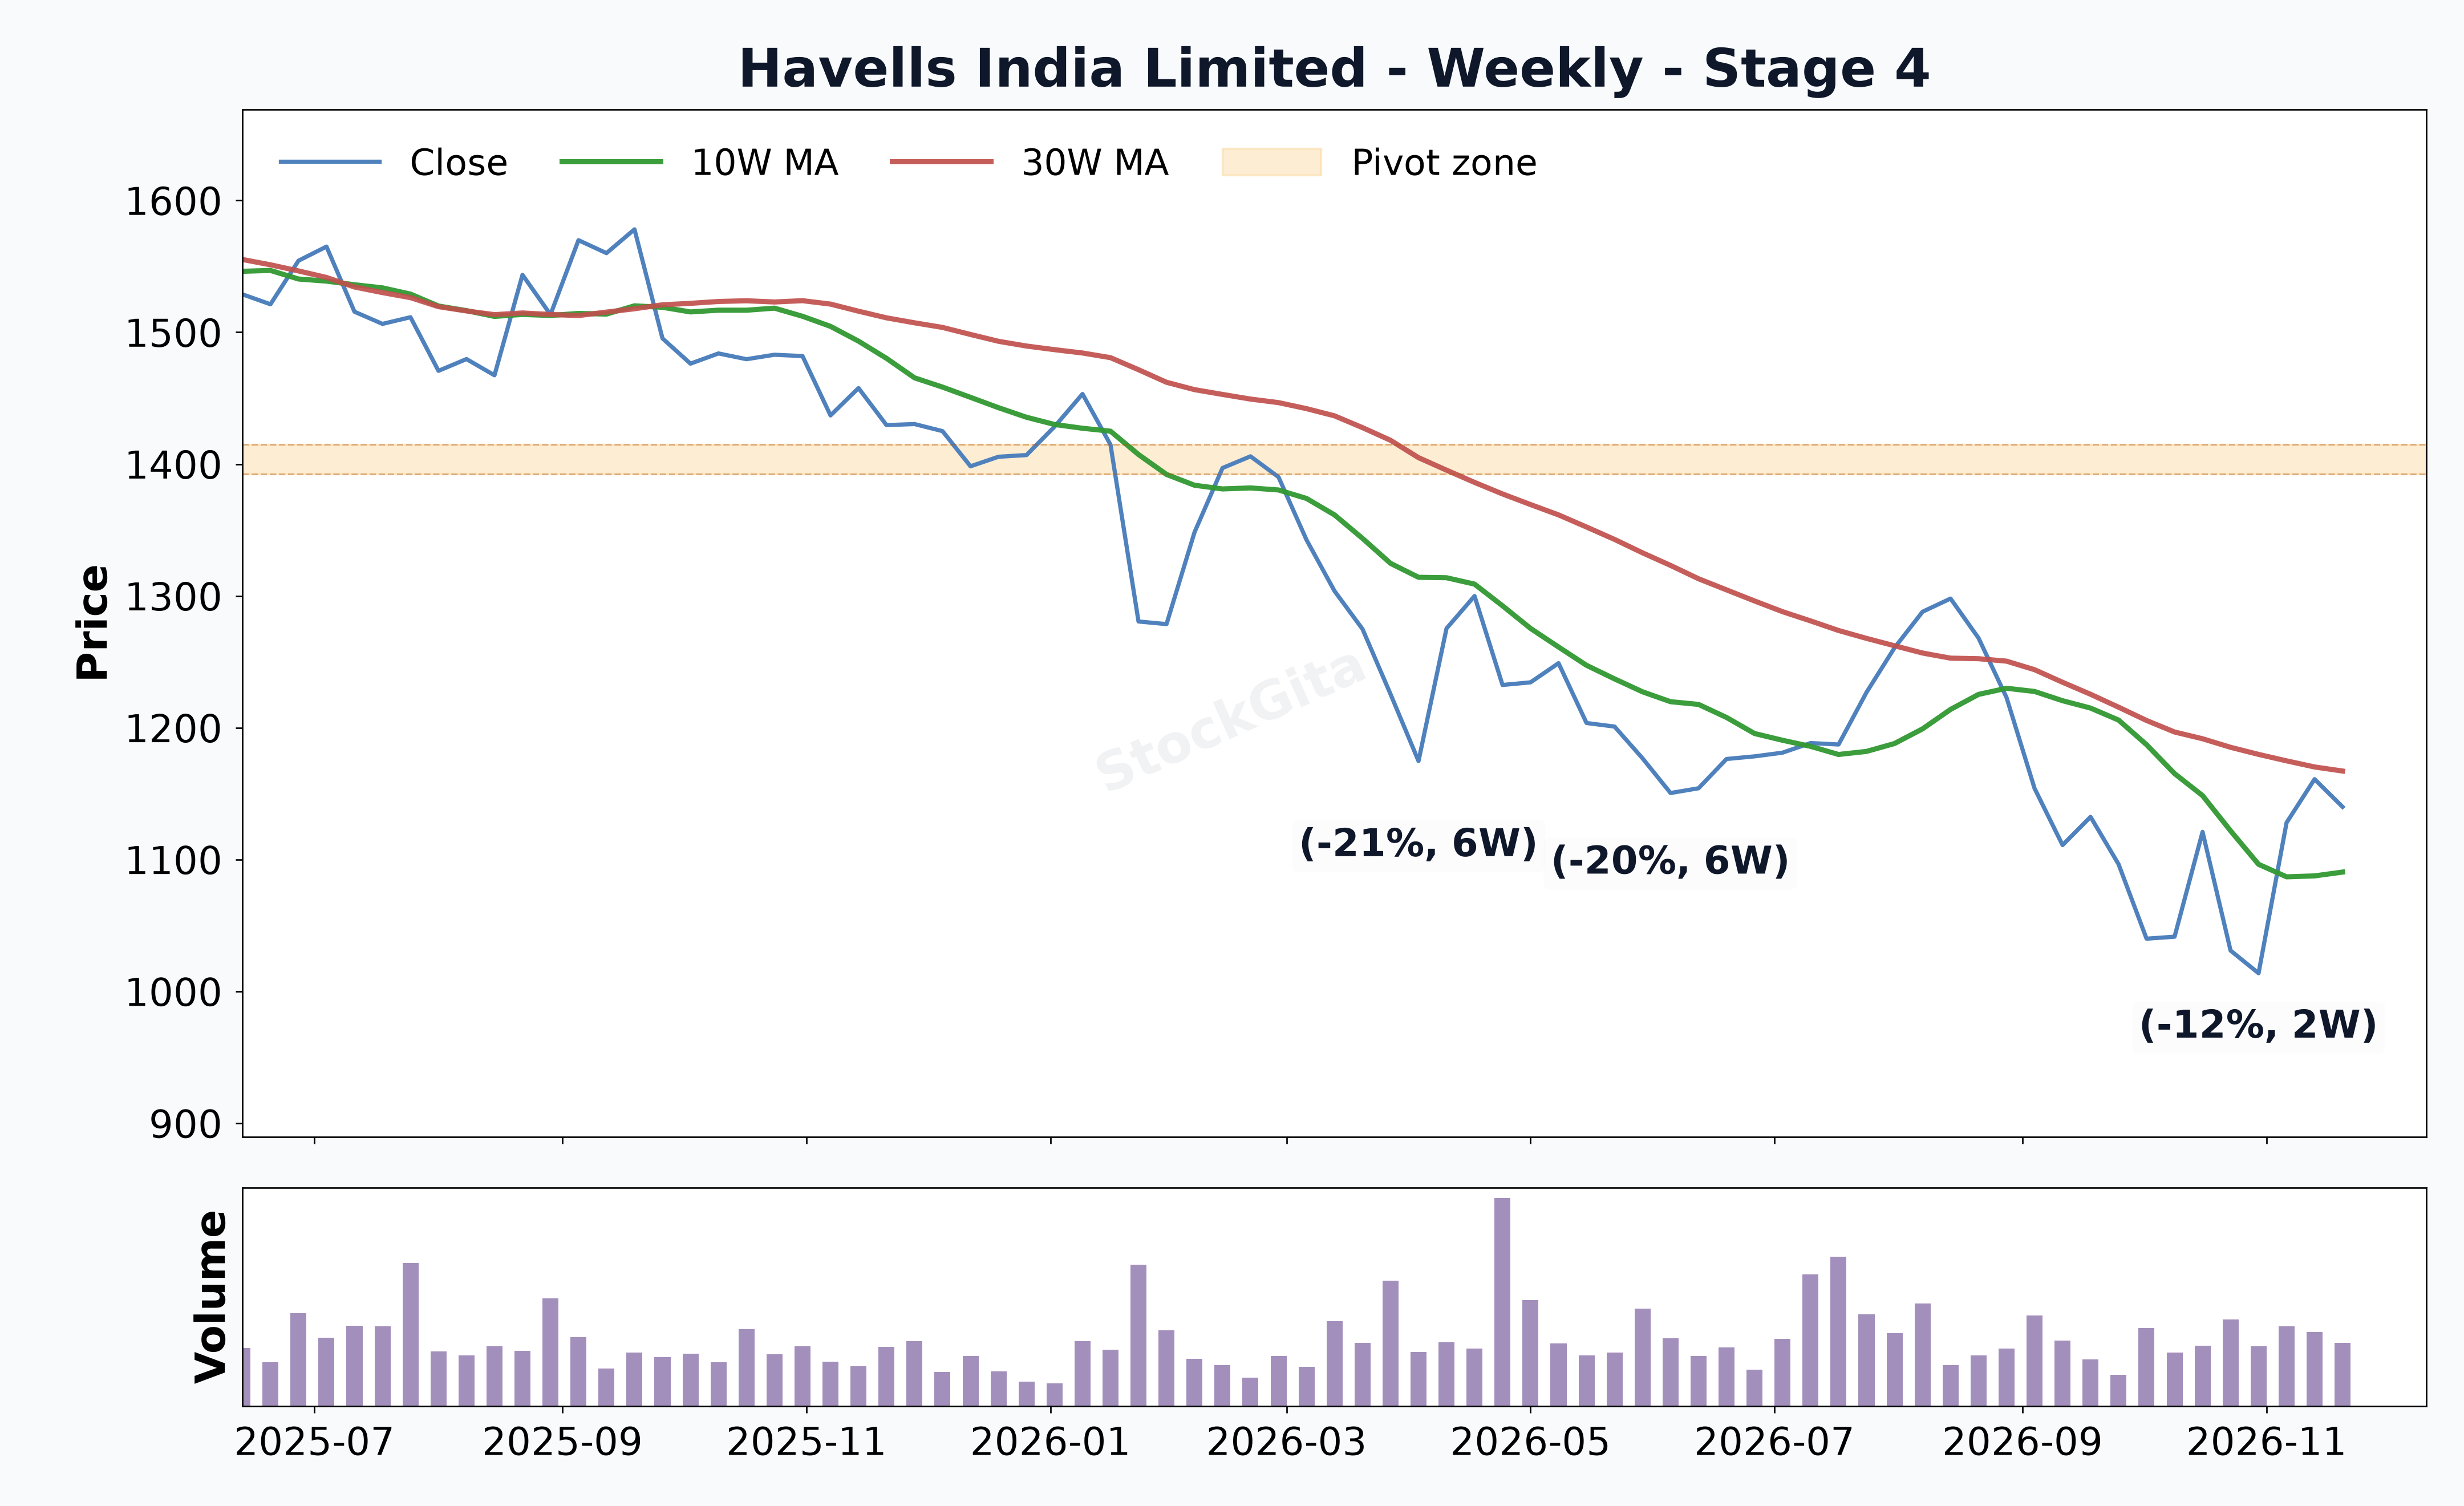 Havells India Limited - Weekly - Stage 4
Close 10W MA 30W MA Pivot zone
1600
1500
1400
1300
1200
1100
1000
900
Price
StockGita
(-21%, 6W)
(-20%, 6W)
(-12%, 2W)
Volume
2025-07 2025-09 2025-11 2026-01 2026-03 2026-05 2026-07 2026-09 2026-11